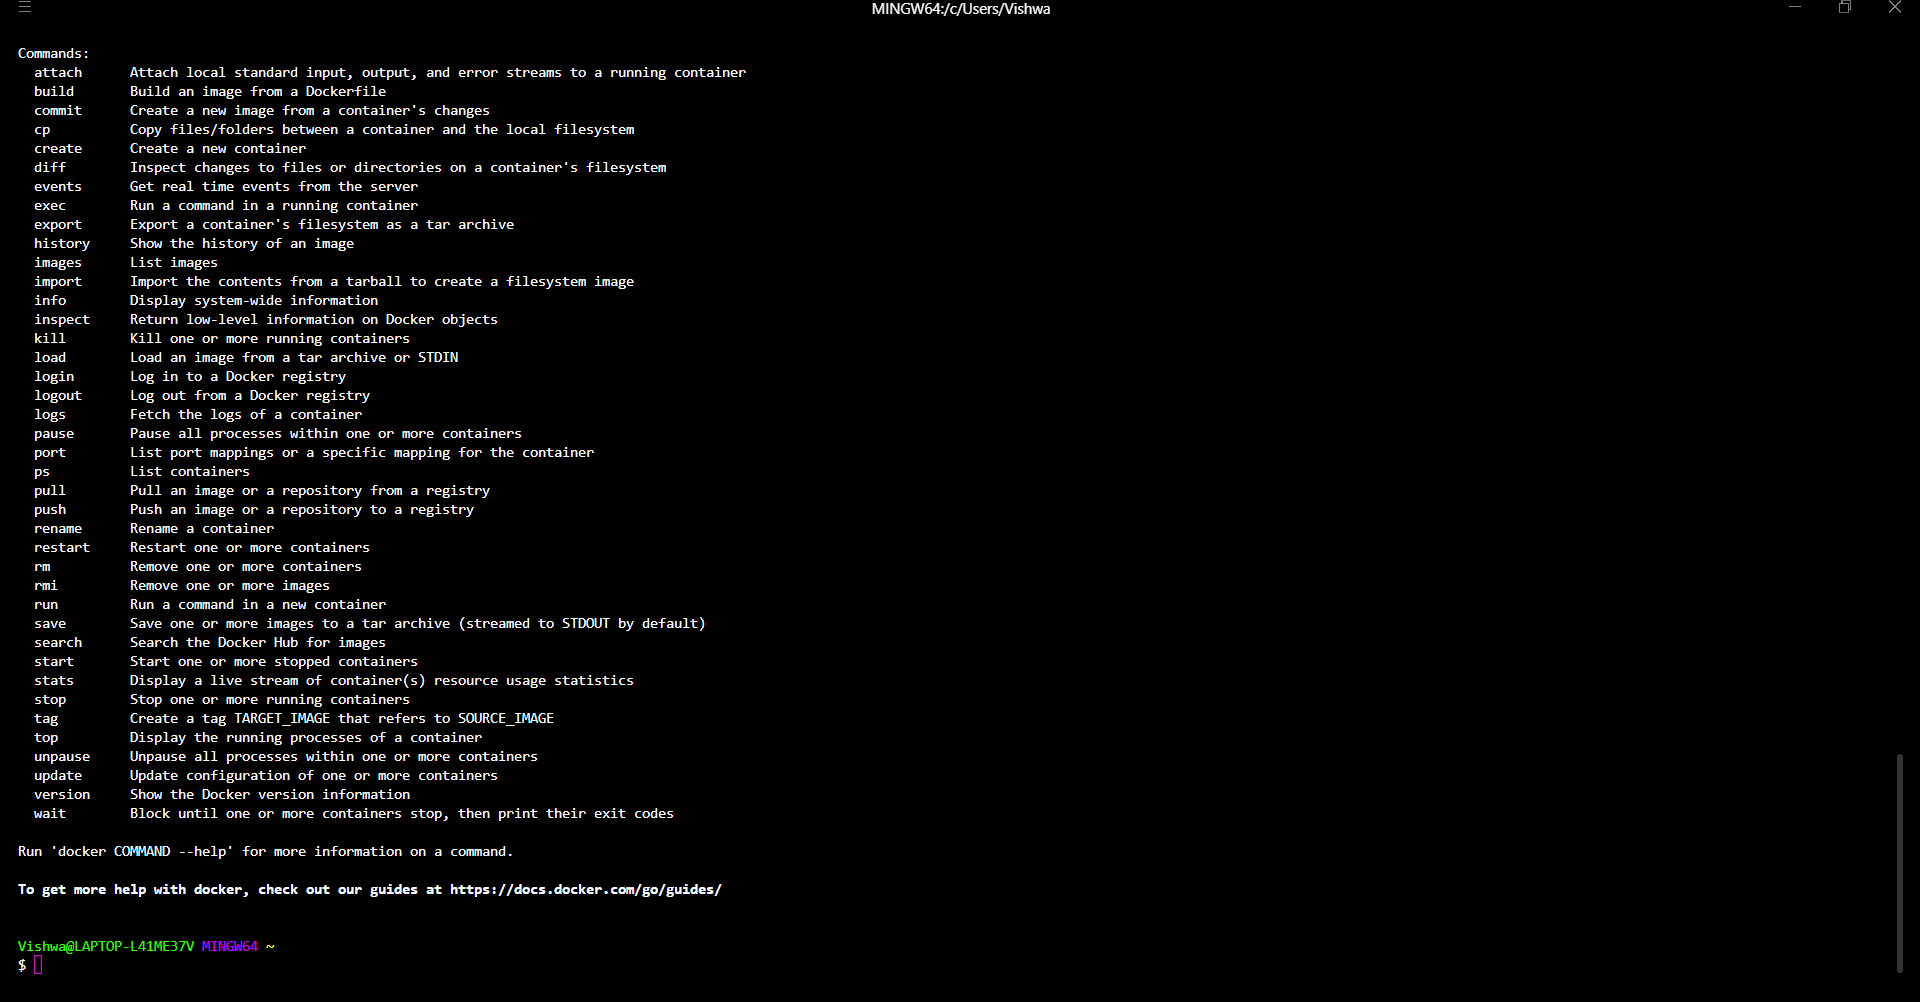 MINGW64:/c/Users/Vishwa
Commands:
attach      Attach local standard input, output, and error streams to a running container
build       Build an image from a Dockerfile
commit      Create a new image from a container's changes
cp          Copy files/folders between a container and the local filesystem
create      Create a new container
diff        Inspect changes to files or directories on a container's filesystem
events      Get real time events from the server
exec        Run a command in a running container
export      Export a container's filesystem as a tar archive
history     Show the history of an image
images      List images
import      Import the contents from a tarball to create a filesystem image
info        Display system-wide information
inspect     Return low-level information on Docker objects
kill        Kill one or more running containers
load        Load an image from a tar archive or STDIN
login       Log in to a Docker registry
logout      Log out from a Docker registry
logs        Fetch the logs of a container
pause       Pause all processes within one or more containers
port        List port mappings or a specific mapping for the container
ps          List containers
pull        Pull an image or a repository from a registry
push        Push an image or a repository to a registry
rename      Rename a container
restart     Restart one or more containers
rm          Remove one or more containers
rmi         Remove one or more images
run         Run a command in a new container
save        Save one or more images to a tar archive (streamed to STDOUT by default)
search      Search the Docker Hub for images
start       Start one or more stopped containers
stats       Display a live stream of container(s) resource usage statistics
stop        Stop one or more running containers
tag         Create a tag TARGET_IMAGE that refers to SOURCE_IMAGE
top         Display the running processes of a container
unpause     Unpause all processes within one or more containers
update      Update configuration of one or more containers
version     Show the Docker version information
wait        Block until one or more containers stop, then print their exit codes
Run 'docker COMMAND --help' for more information on a command.
To get more help with docker, check out our guides at https://docs.docker.com/go/guides/
Vishwa@LAPTOP-L41ME37V MINGW64 ~
$